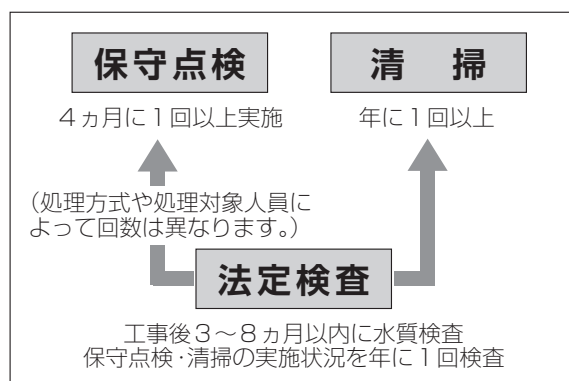 保守点検
清 掃
4ヵ月に1回以上実施
年に1回以上
(処理方式や処理対象人員に
よって回数は異なります。)
法定検査
工事後3~8ヵ月以内に水質検査
保守点検・清掃の実施状況を年に1回検査